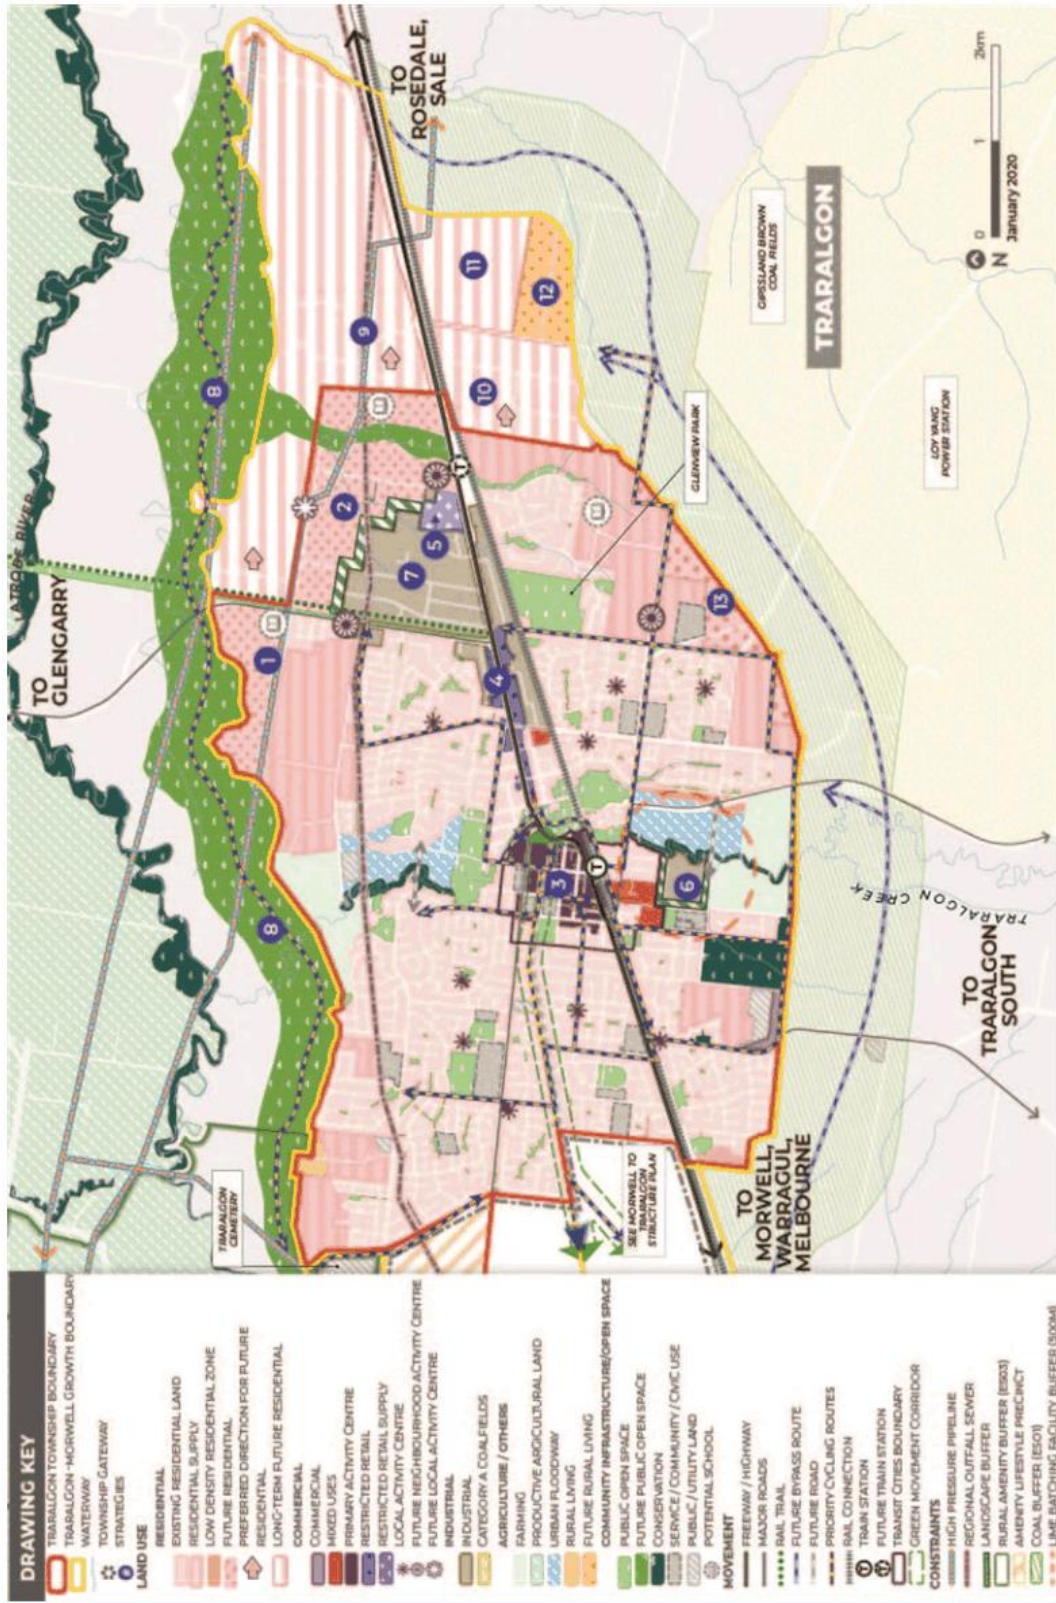 DRAWING KEY
TRARALGON TOWNSHIP BOUNDARY
TRARALGON -MORWELL GROWTH BOUNDARY
WATERWAY
TOWNSHIP GATEWAY
STRATEGIES
LAND USE
RESIDENTIAL
EXISTING RESIDENTIAL LAND
RESIDENTIAL SUPPLY
LOW DENSITY RESIDENTIAL ZONE
FUTURE RESIDENTIAL
PREFERRED DIRECTION FOR FUTURE
RESIDENTIAL
LONG-TERM FUTURE RESIDENTIAL
COMMERCIAL
COMMERCIAL
MIXED USES
PRIMARY ACTIVITY CENTRE
RESTRICTED RETAIL
RESTRICTED RETAIL SUPPLY
LOCAL ACTIVITY CENTRE
FUTURE NEIGHBOURHOOD ACTIVITY CENTRE
FUTURE LOCAL ACTIVITY CENTRE
INDUSTRIAL
INDUSTRIAL
CATEGORY A COALFIELDS
AGRICULTURE / OTHERS
FARMING
PRODUCTIVE ARGICULTURAL LAND
URBAN FLOODWAY
RURAL LIVING
FUTURE RURAL LIVING
COMMUNITY INFRASTRUCTURE/OPEN SPACE
PUBLIC OPEN SPACE
FUTURE PUBLIC OPEN SPACE
CONSERVATION
SERVICE / COMMUNITY / CIVIC USE
PUBLIC / UTILITY LAND
POTENTIAL SCHOOL
MOVEMENT
FREEWAY / HIGHWAY
MAJOR ROADS
RAIL TRAIL
FUTURE BYPASS ROUTE
FUTURE ROAD
PRIORITY CYCLING ROUTES
RAIL CONNECTION
TRAIN STATION
FUTURE TRAIN STATION
TRANSIT CITIES BOUNDARY
GREEN MOVEMENT CORRIDOR
CONSTRAINTS
HIGH PRESSURE PIPELINE
REGIONAL OUTFALL SEWER
LANDSCAPE BUFFER
RURAL AMENITY BUFFER (ESO3)
AMENITY LIFESTYLE PRECINCT
COAL BUFFER (ESO1)
TRARALGON
CEMETERY
TO
GLENGARRY
LATROBE RIVER
TO
ROSEDALE,
SALE
8
8
1
2
9
7
5
10
11
12
4
3
13
6
T
T
SEE MORWELL TO
TRARALGON
STRUCTURE PLAN
TO
MORWELL,
WARRAGUL,
MELBOURNE
TRARALGON CREEK
TO
TRARALGON
SOUTH
GLENVIEW PARK
GIPPSLAND BROWN
COAL FIELDS
TRARALGON
LOY YANG
POWER STATION
N
0 1 2km
January 2020